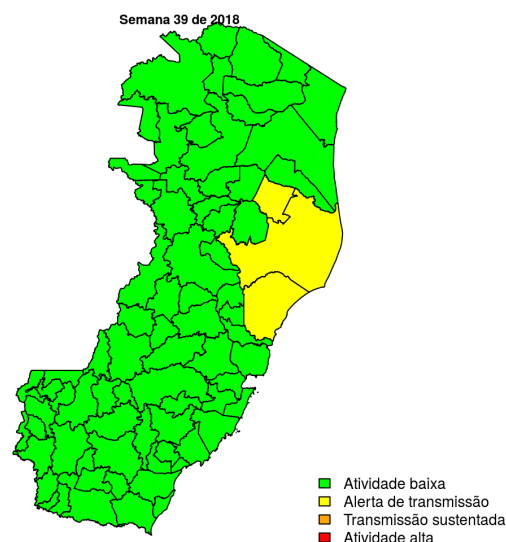 Semana 39 de 2018
Atividade baixa
Alerta de transmissão
Transmissão sustentada
Atividade alta